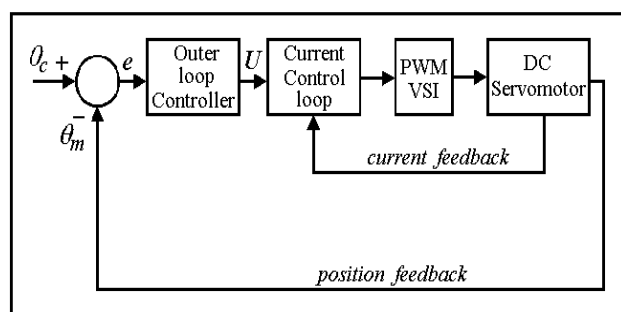 θc + e
Outer
loop
Controller
U
Current
Control
loop
PWM
VSI
DC
Servomotor
−
θm
current feedback
position feedback